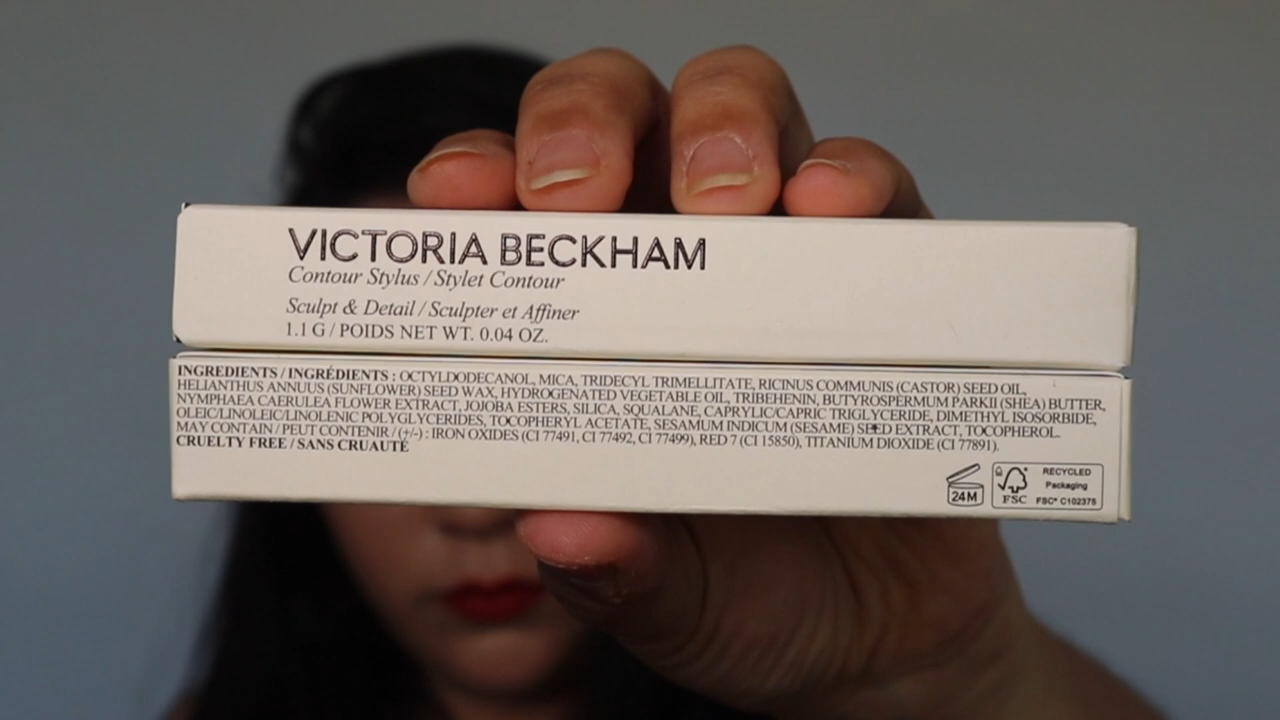 VICTORIA BECKHAM
Contour Stylus / Stylet Contour
Sculpt & Detail / Sculpter et Affiner
1.1 G / POIDS NET WT. 0.04 OZ.
INGREDIENTS / INGRÉDIENTS : OCTYLDODECANOL, MICA, TRIDECYL TRIMELLITATE, RICINUS COMMUNIS (CASTOR) SEED OIL,
HELIANTHUS ANNUUS (SUNFLOWER) SEED WAX, HYDROGENATED VEGETABLE OIL, TRIBEHENIN, BUTYROSPERMUM PARKII (SHEA) BUTTER,
NYMPHAEA CAERULEA FLOWER EXTRACT, JOJOBA ESTERS, SILICA, SQUALANE, CAPRYLIC/CAPRIC TRIGLYCERIDE, DIMETHYL ISOSORBIDE,
OLEIC/LINOLEIC/LINOLENIC POLYGLYCERIDES, TOCOPHERYL ACETATE, SESAMUM INDICUM (SESAME) SEED EXTRACT, TOCOPHEROL.
MAY CONTAIN / PEUT CONTENIR / (+/-) : IRON OXIDES (CI 77491, CI 77492, CI 77499), RED 7 (CI 15850), TITANIUM DIOXIDE (CI 77891).
CRUELTY FREE / SANS CRUAUTÉ
24M
FSC
RECYCLED
Packaging
FSC® C102375